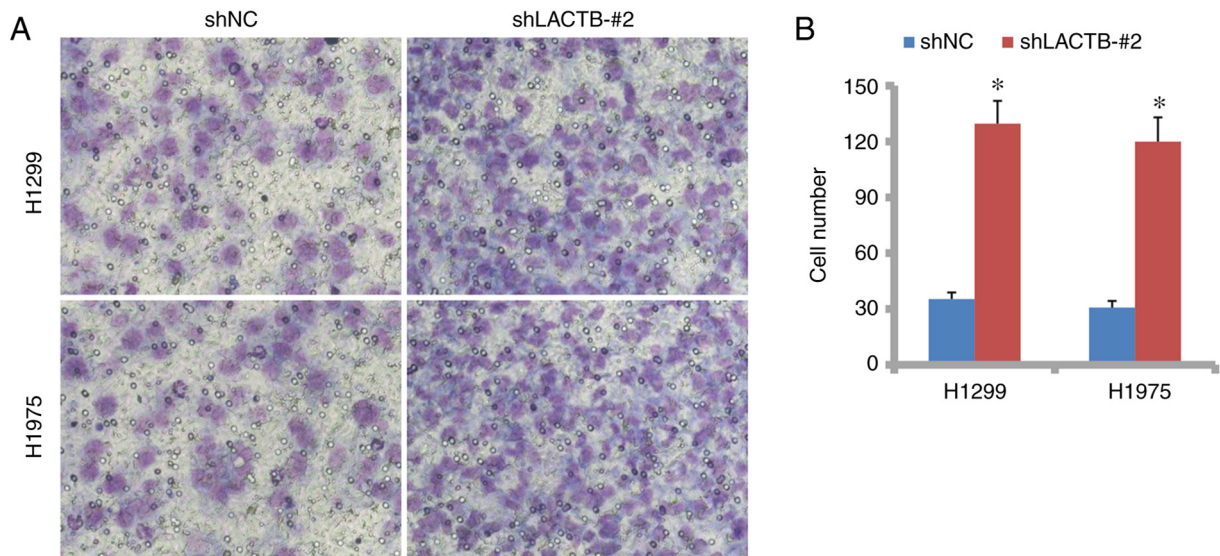 A
shNC
shLACTB-#2
H1299
H1975
B
shNC
shLACTB-#2
Cell number
150
120
90
60
30
0
*
*
H1299
H1975